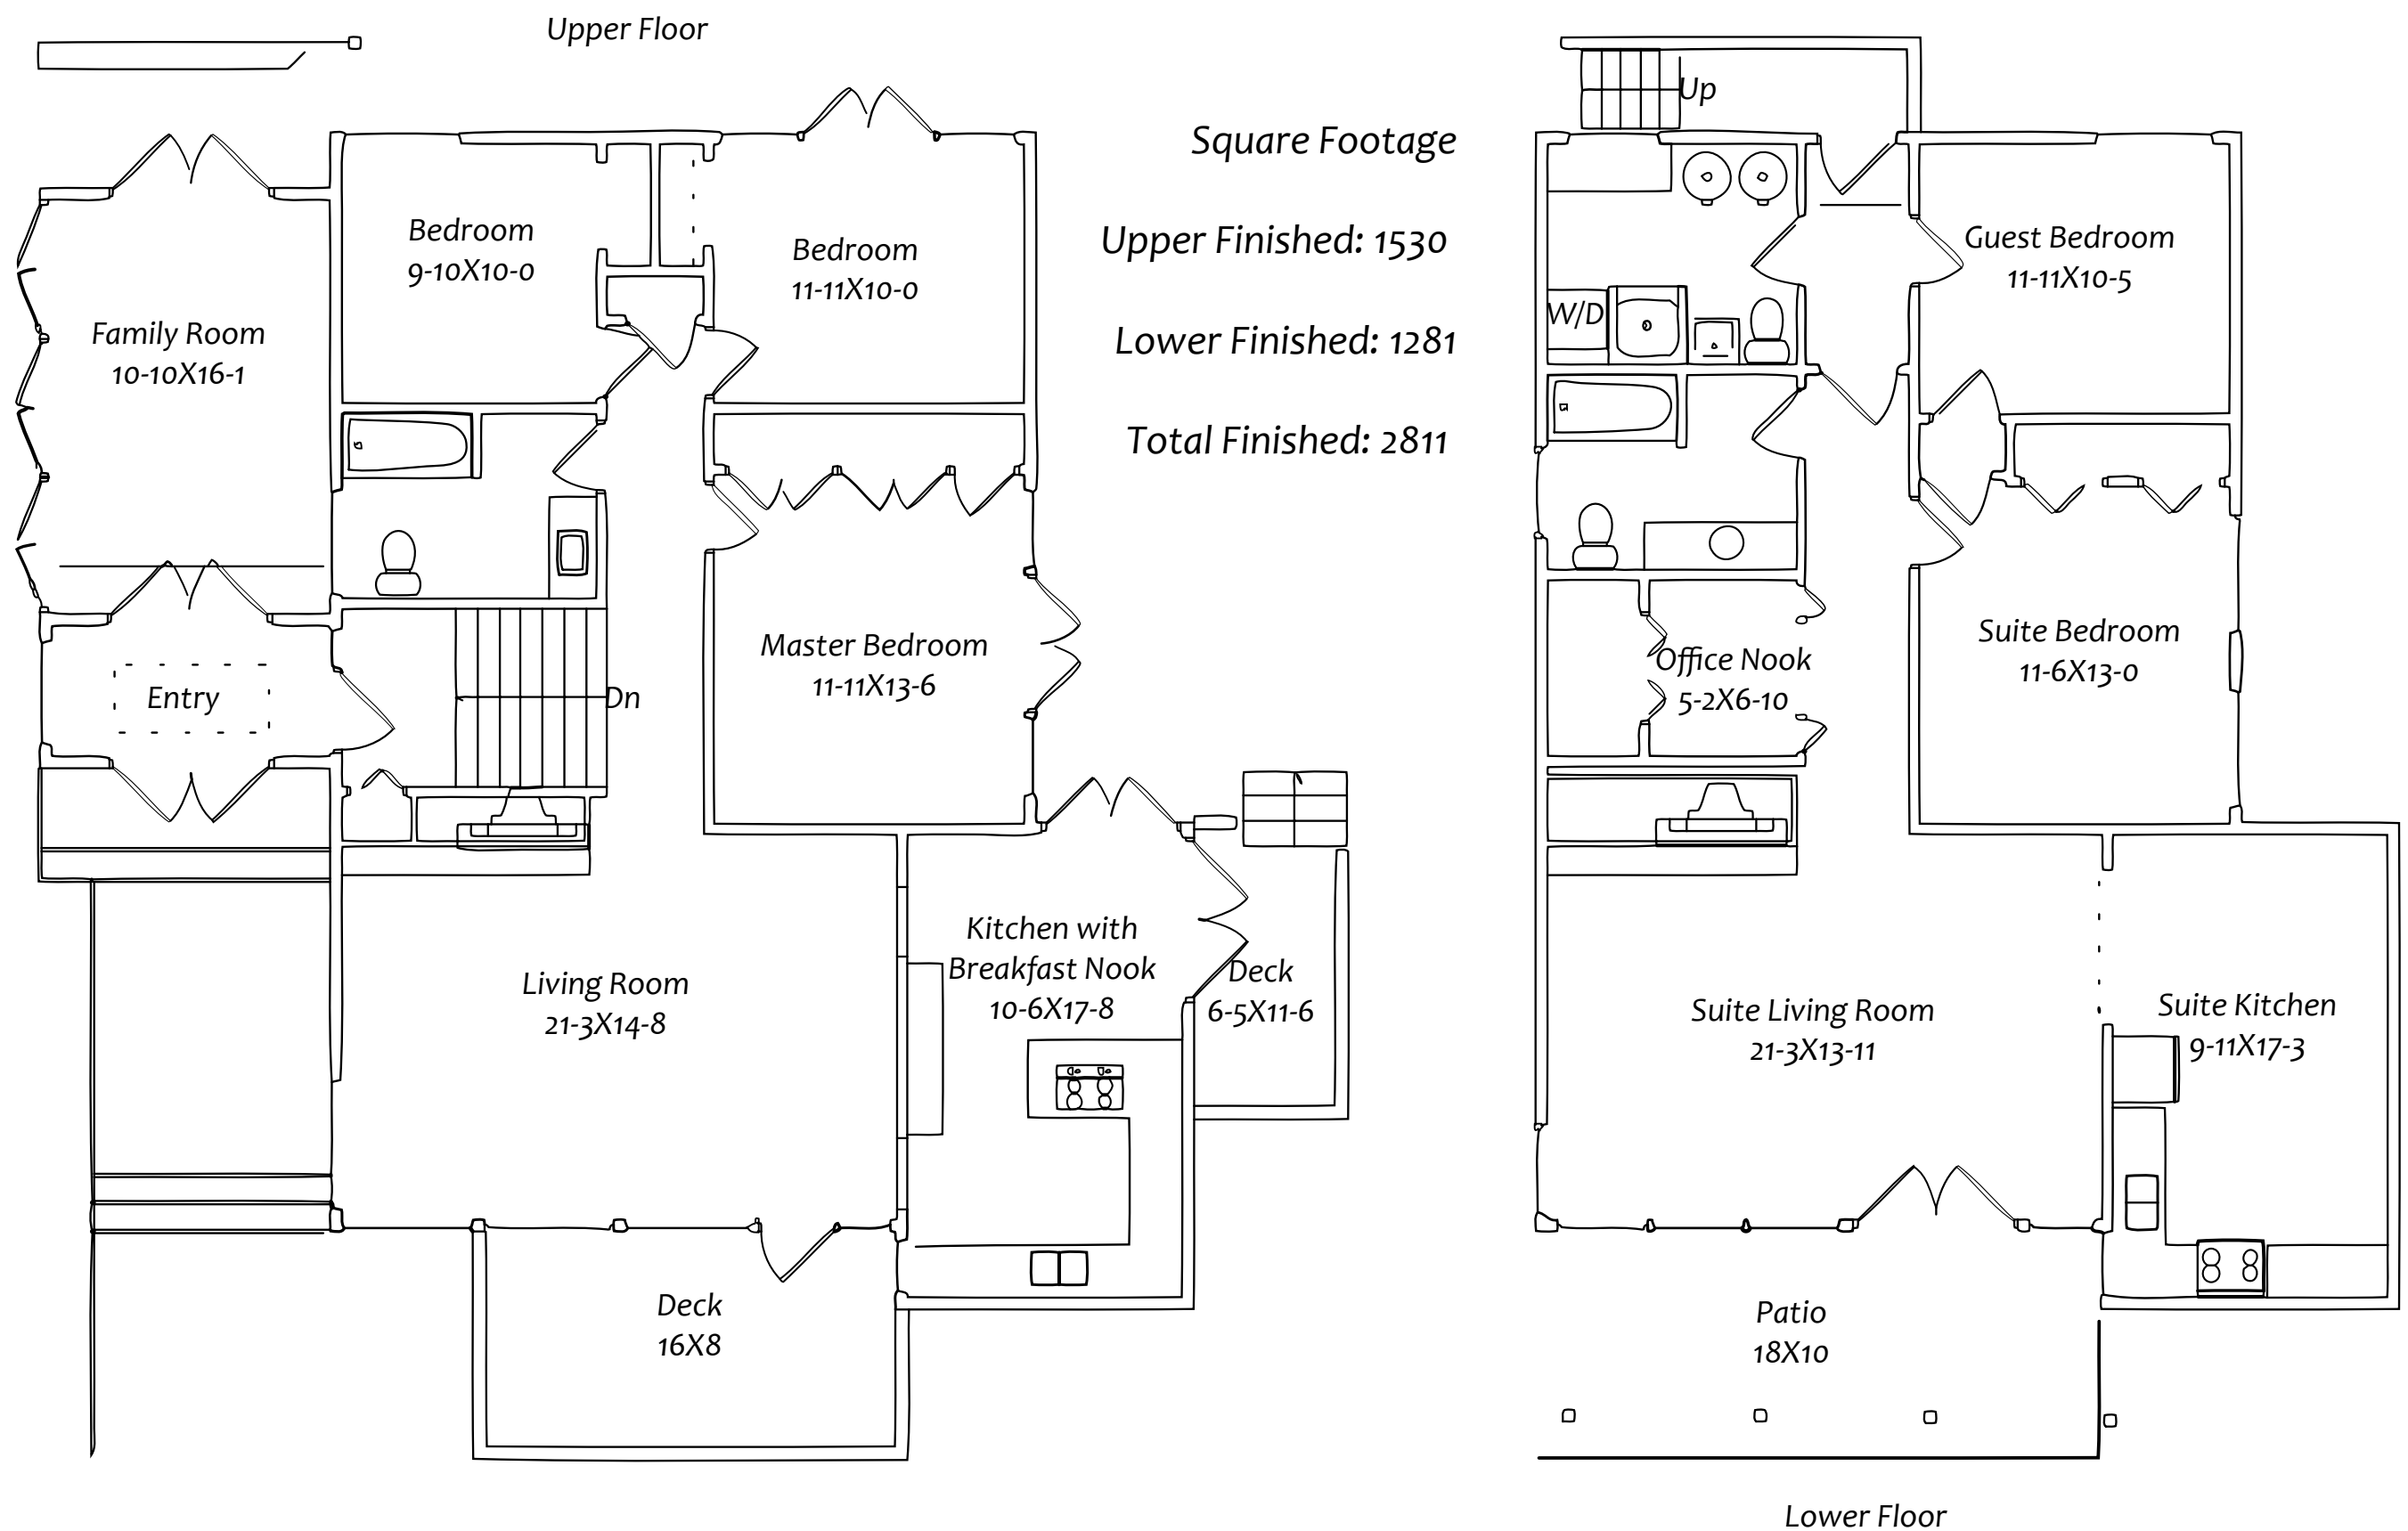 Upper Floor
Up
Square Footage
Upper Finished: 1530
Lower Finished: 1281
Total Finished: 2811
Bedroom
9-10X10-0
Bedroom
11-11X10-0
Guest Bedroom
11-11X10-5
Family Room
10-10X16-1
W/D
Master Bedroom
11-11X13-6
Entry
Dn
Office Nook
5-2X6-10
Suite Bedroom
11-6X13-0
Living Room
21-3X14-8
Kitchen with
Breakfast Nook
10-6X17-8
Deck
6-5X11-6
Suite Living Room
21-3X13-11
Suite Kitchen
9-11X17-3
Deck
16X8
Patio
18X10
Lower Floor